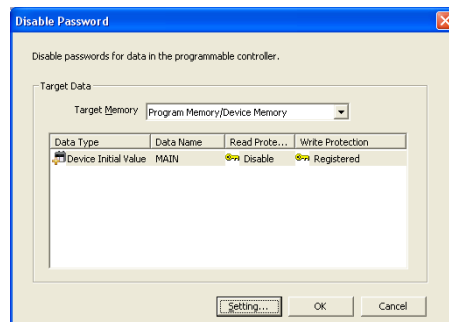 Disable Password
Disable passwords for data in the programmable controller.
Target Data
Target Memory Program Memory/Device Memory
Data Type Data Name Read Prote... Write Protection
Device Initial Value MAIN Disable Registered
Setting... OK Cancel